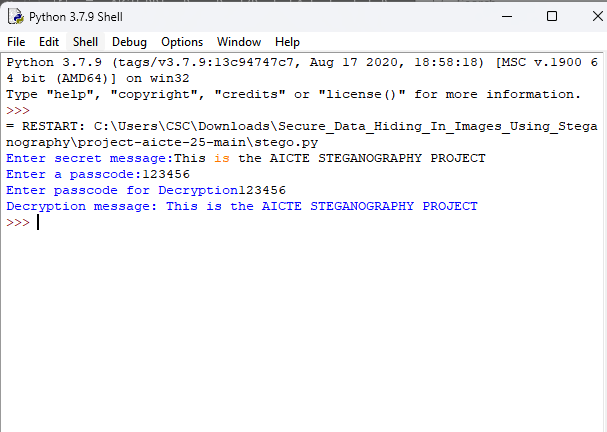 Python 3.7.9 Shell
File Edit Shell Debug Options Window Help
Python 3.7.9 (tags/v3.7.9:13c94747c7, Aug 17 2020, 18:58:18) [MSC v.1900 6
4 bit (AMD64)] on win32
Type "help", "copyright", "credits" or "license()" for more information.
>>>
= RESTART: C:\Users\CSC\Downloads\Secure_Data_Hiding_In_Images_Using_Stega
nography\project-aicte-25-main\stego.py
Enter secret message:This is the AICTE STEGANOGRAPHY PROJECT
Enter a passcode:123456
Enter passcode for Decryption123456
Decryption message: This is the AICTE STEGANOGRAPHY PROJECT
>>>